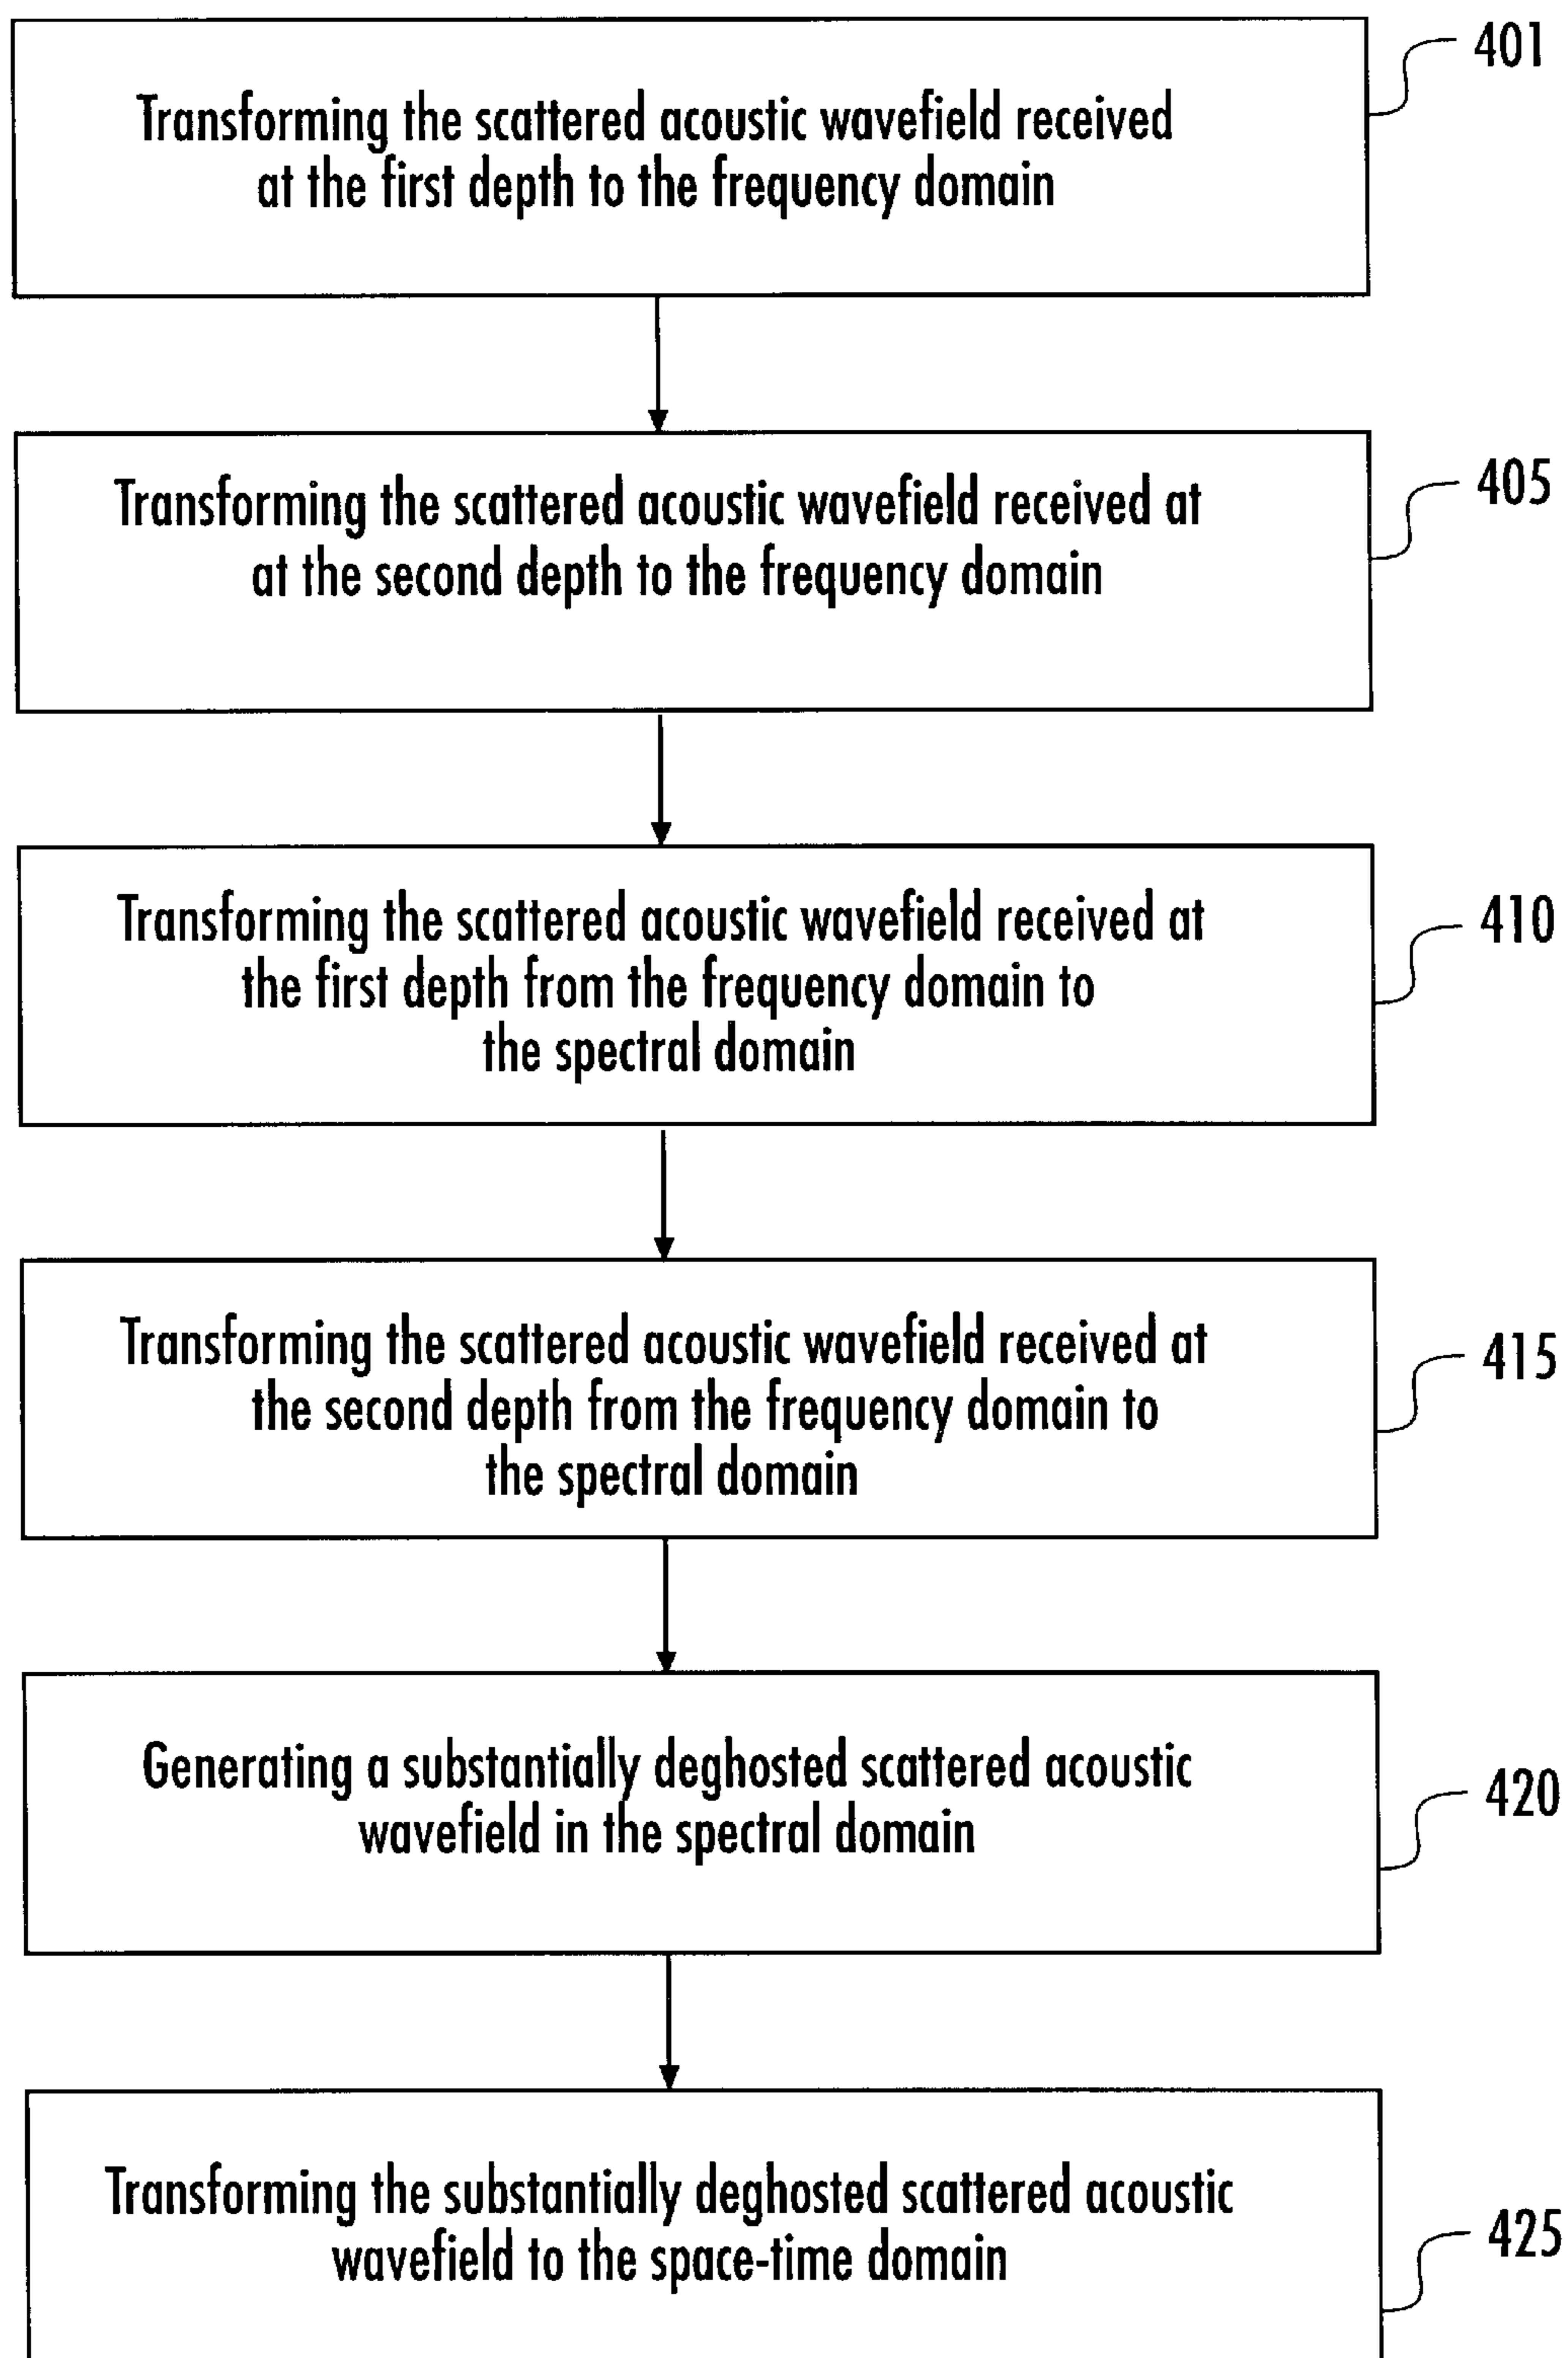 401
Transforming the scattered acoustic wavefield received
at the first depth to the frequency domain
405
Transforming the scattered acoustic wavefield received at
at the second depth to the frequency domain
410
Transforming the scattered acoustic wavefield received at
the first depth from the frequency domain to
the spectral domain
415
Transforming the scattered acoustic wavefield received at
the second depth from the frequency domain to
the spectral domain
420
Generating a substantially deghosted scattered acoustic
wavefield in the spectral domain
425
Transforming the substantially deghosted scattered acoustic
wavefield to the space-time domain